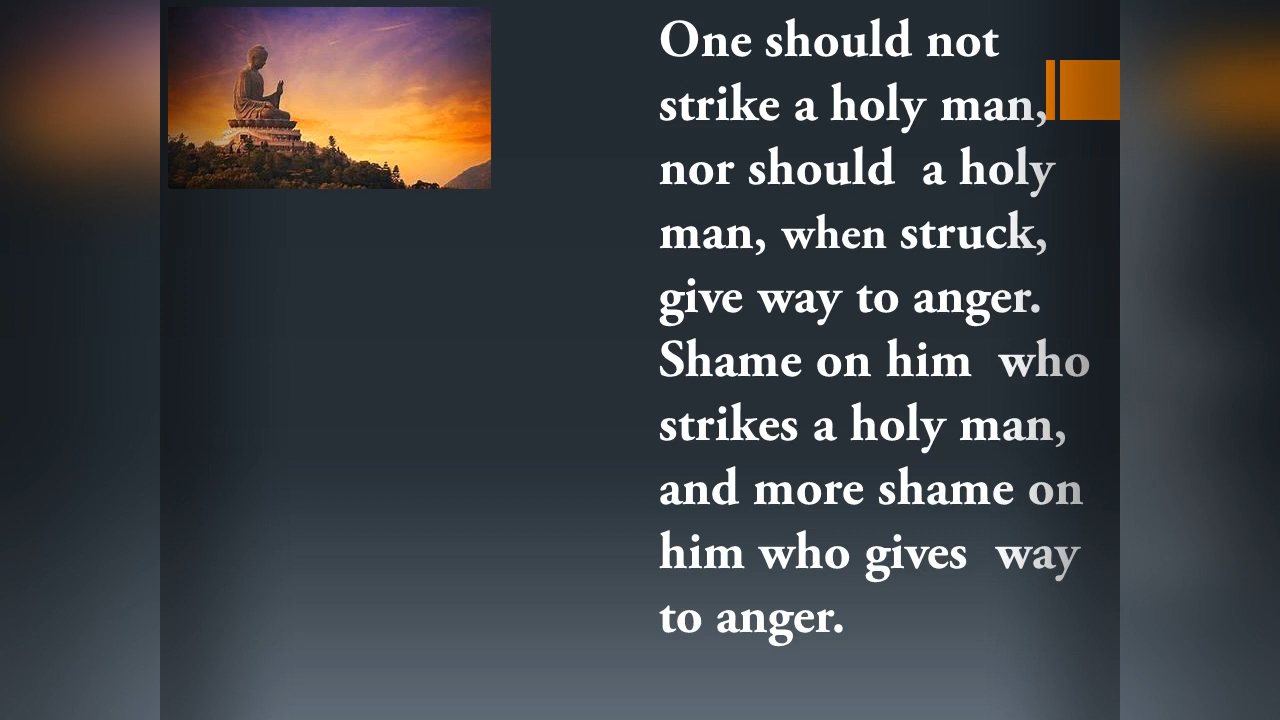 One should not
strike a holy man,
nor should a holy
man, when struck,
give way to anger.
Shame on him who
strikes a holy man,
and more shame on
him who gives way
to anger.